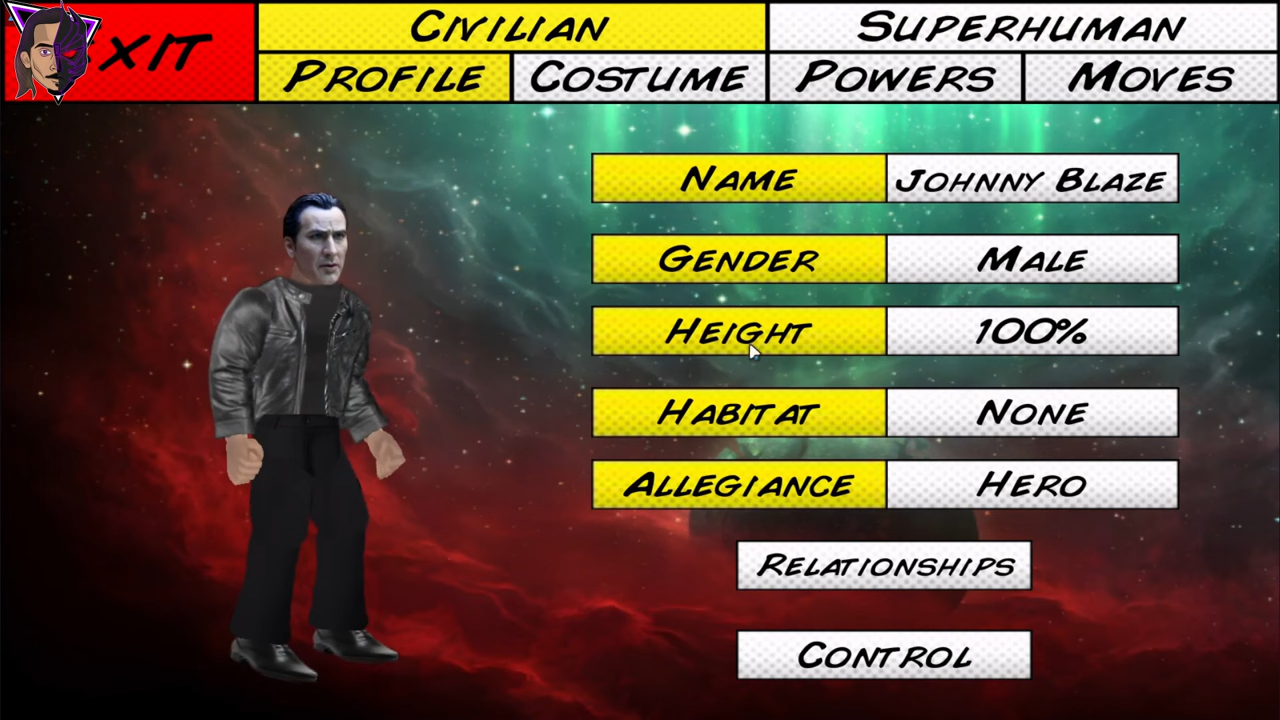 XIT
CIVILIAN
SUPERHUMAN
PROFILE
COSTUME
POWERS
MOVES
NAME
JOHNNY BLAZE
GENDER
MALE
HEIGHT
100%
HABITAT
NONE
ALLEGIANCE
HERO
RELATIONSHIPS
CONTROL